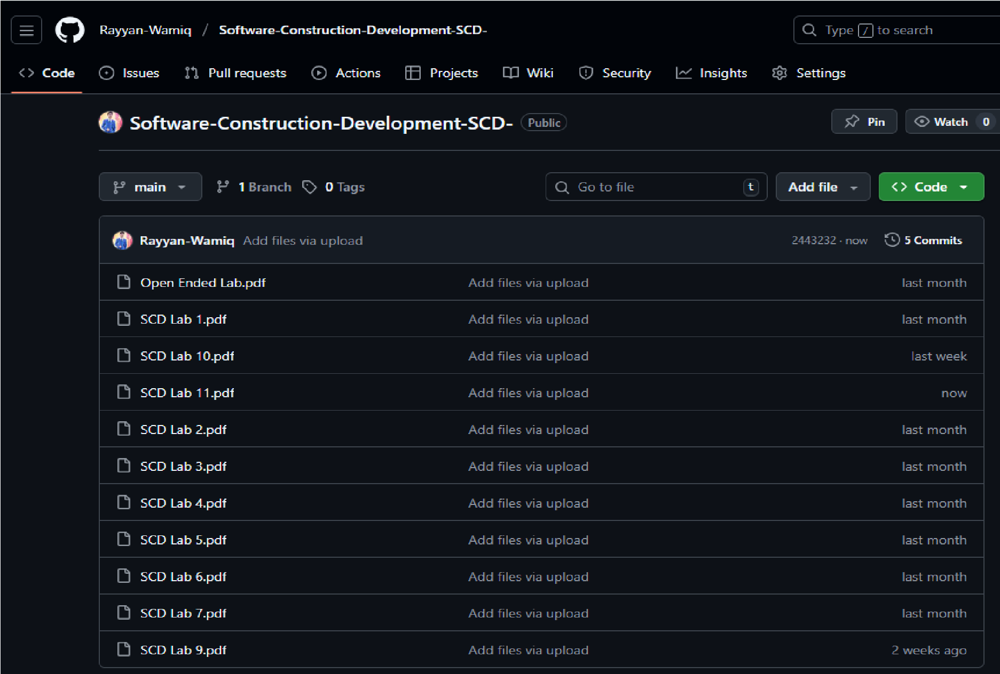 Rayyan-Wamiq / Software-Construction-Development-SCD- Type / to search
Code Issues Pull requests Actions Projects Wiki Security Insights Settings
Software-Construction-Development-SCD- Public Pin Watch 0
main 1 Branch 0 Tags Go to file t Add file Code
Rayyan-Wamiq Add files via upload 2443232 · now 5 Commits
Open Ended Lab.pdf Add files via upload last month
SCD Lab 1.pdf Add files via upload last month
SCD Lab 10.pdf Add files via upload last week
SCD Lab 11.pdf Add files via upload now
SCD Lab 2.pdf Add files via upload last month
SCD Lab 3.pdf Add files via upload last month
SCD Lab 4.pdf Add files via upload last month
SCD Lab 5.pdf Add files via upload last month
SCD Lab 6.pdf Add files via upload last month
SCD Lab 7.pdf Add files via upload last month
SCD Lab 9.pdf Add files via upload 2 weeks ago